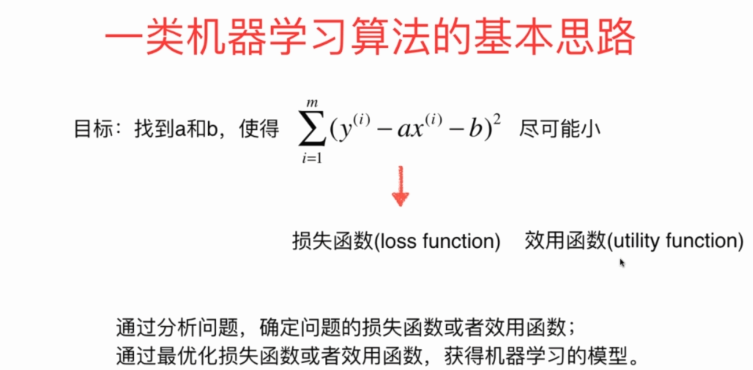 一类机器学习算法的基本思路
目标：找到a和b，使得 $\sum_{i=1}^{m}(y^{(i)} - ax^{(i)} - b)^2$ 尽可能小
损失函数(loss function) 效用函数(utility function)
通过分析问题，确定问题的损失函数或者效用函数；
通过最优化损失函数或者效用函数，获得机器学习的模型。